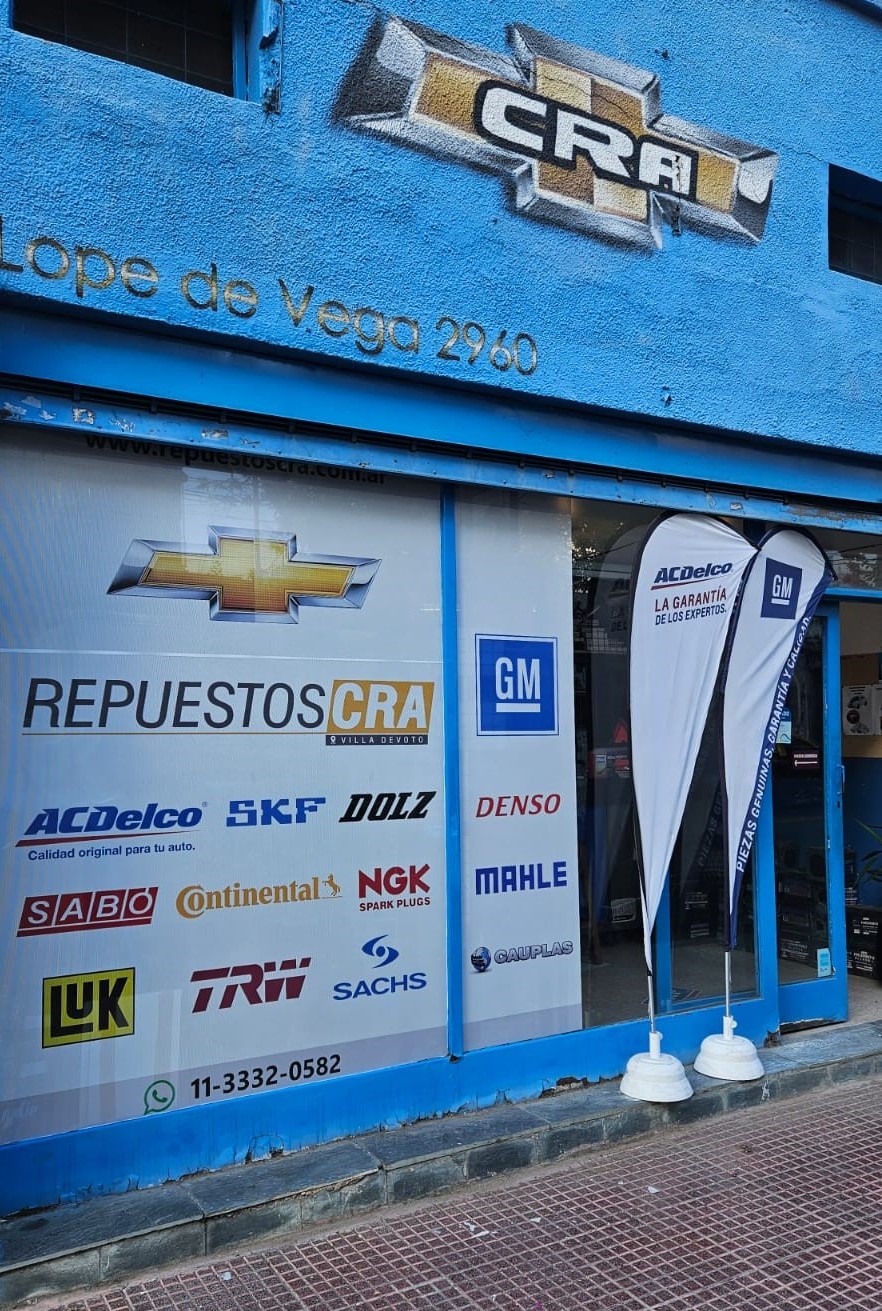 CRA
Lope de Vega 2960
www.repuestoscra.com.ar
REPUESTOSCRA
VILLA DEVOTO
ACDelco
Calidad original para tu auto.
SKF
DOLZ
SABÓ
Continental
NGK
SPARK PLUGS
LUK
TRW
SACHS
11-3332-0582
GM
DENSO
MAHLE
CAUPLAS
ACDelco
LA GARANTÍA
DE LOS EXPERTOS.
GM
PIEZAS GENUINAS, GARANTÍA Y CALIDAD.